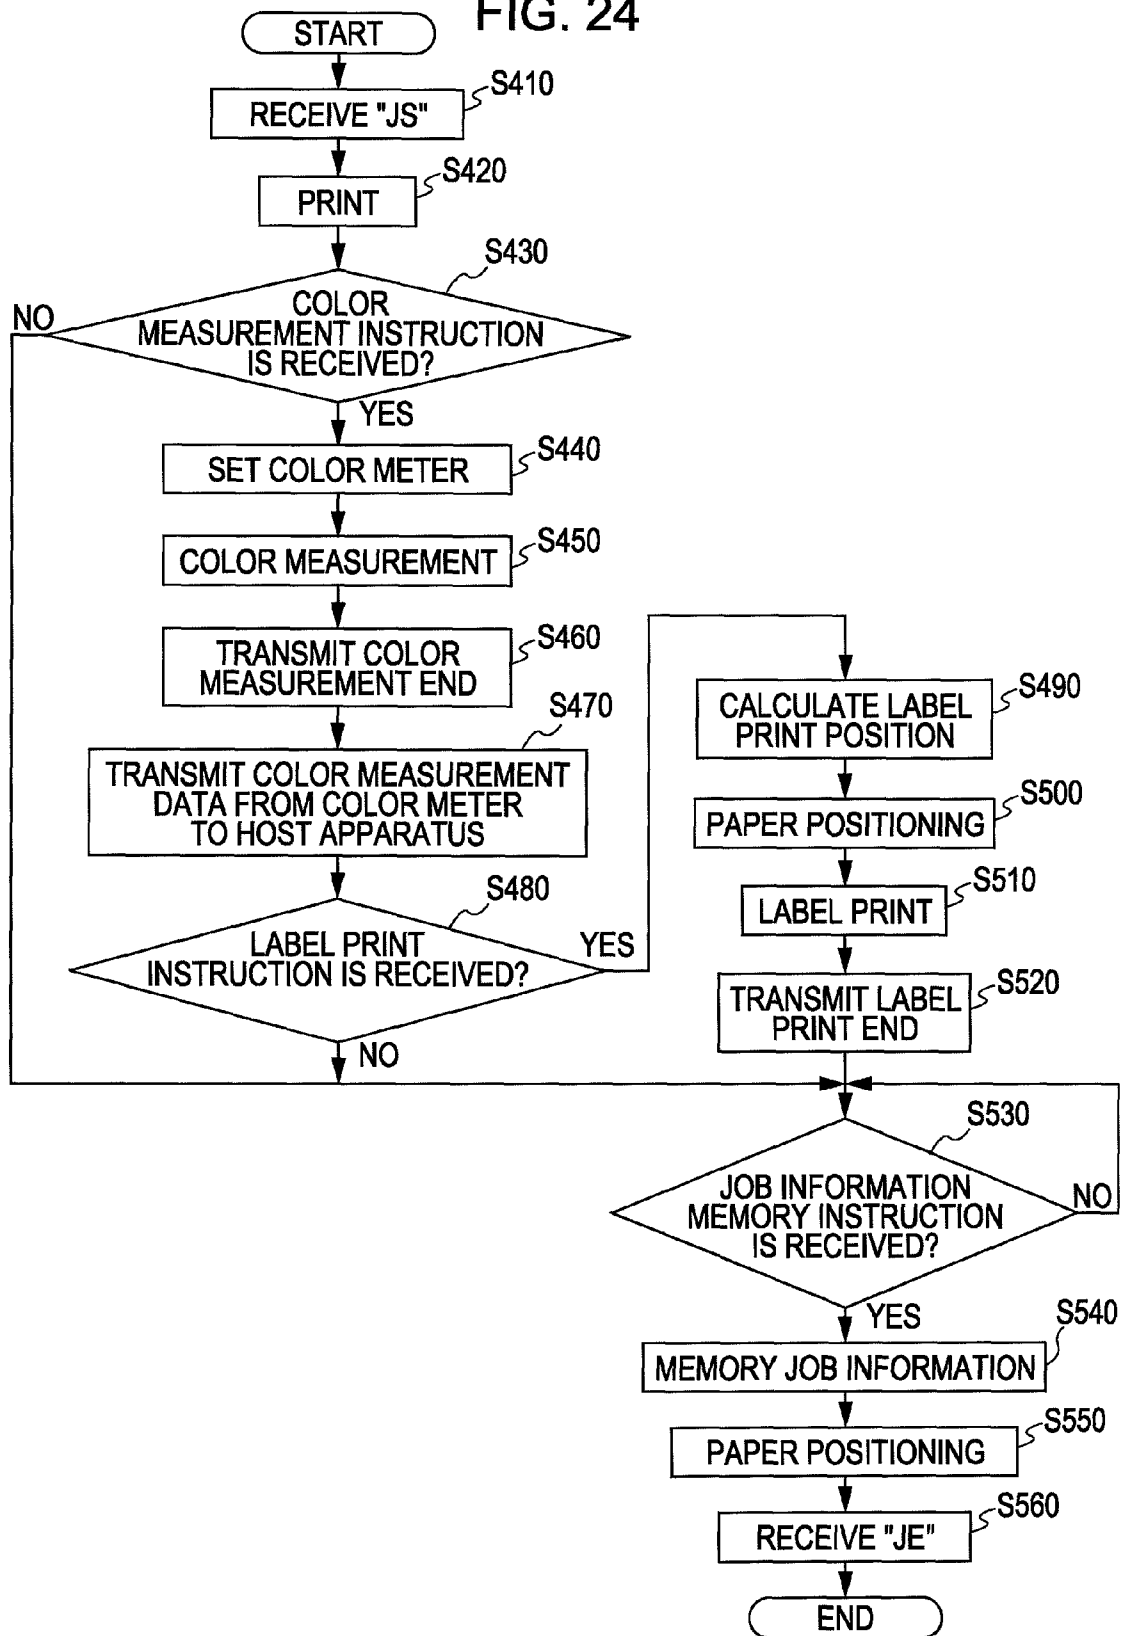 FIG. 24
START
S410
RECEIVE "JS"
S420
PRINT
S430
COLOR
MEASUREMENT INSTRUCTION
IS RECEIVED?
NO
YES
S440
SET COLOR METER
S450
COLOR MEASUREMENT
S460
TRANSMIT COLOR
MEASUREMENT END
S470
TRANSMIT COLOR MEASUREMENT
DATA FROM COLOR METER
TO HOST APPARATUS
S480
LABEL PRINT
INSTRUCTION IS RECEIVED?
YES
NO
S490
CALCULATE LABEL
PRINT POSITION
S500
PAPER POSITIONING
S510
LABEL PRINT
S520
TRANSMIT LABEL
PRINT END
S530
JOB INFORMATION
MEMORY INSTRUCTION
IS RECEIVED?
NO
YES
S540
MEMORY JOB INFORMATION
S550
PAPER POSITIONING
S560
RECEIVE "JE"
END